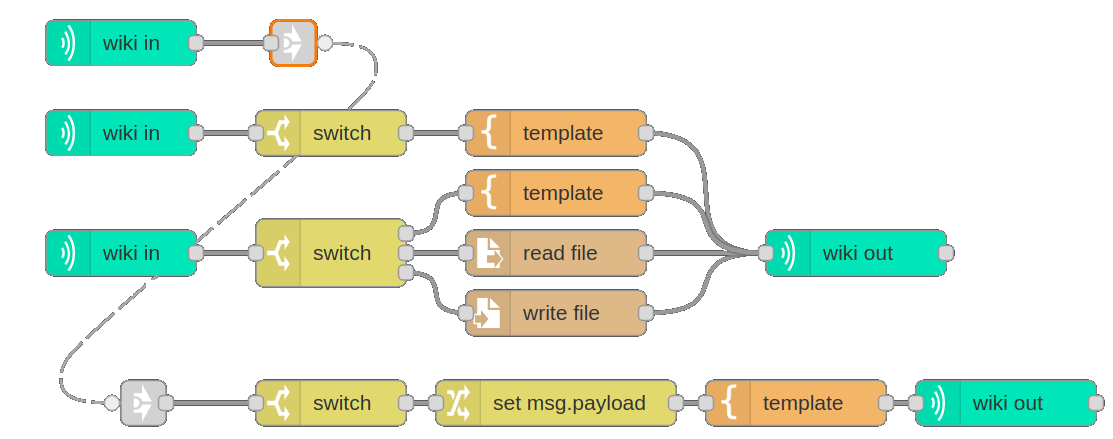 wiki in
wiki in
switch
template
template
wiki in
switch
read file
wiki out
write file
switch
set msg.payload
template
wiki out